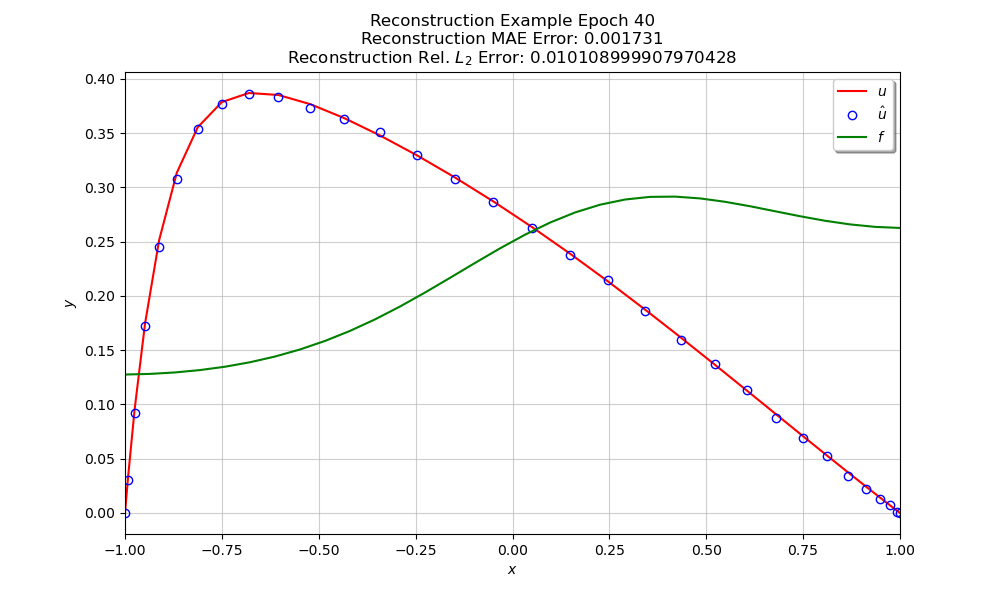 Reconstruction Example Epoch 40
Reconstruction MAE Error: 0.001731
Reconstruction Rel. L₂ Error: 0.010108999907970428
u
û
f
y
0.40
0.35
0.30
0.25
0.20
0.15
0.10
0.05
0.00
−1.00 −0.75 −0.50 −0.25 0.00 0.25 0.50 0.75 1.00
x